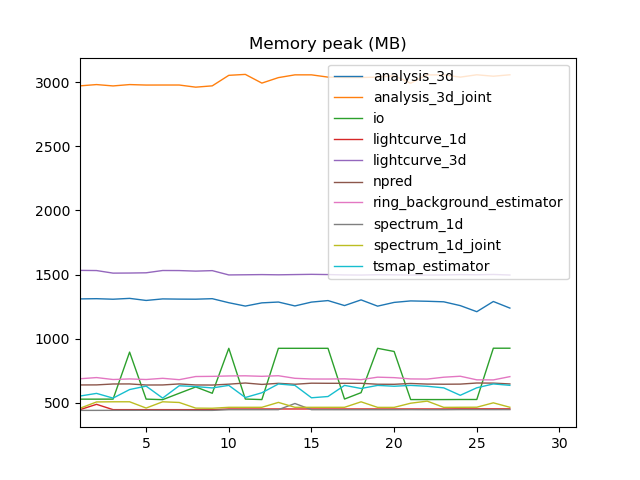 Memory peak (MB)
3000
2500
2000
1500
1000
500
analysis_3d
analysis_3d_joint
io
lightcurve_1d
lightcurve_3d
npred
ring_background_estimator
spectrum_1d
spectrum_1d_joint
tsmap_estimator
5 10 15 20 25 30